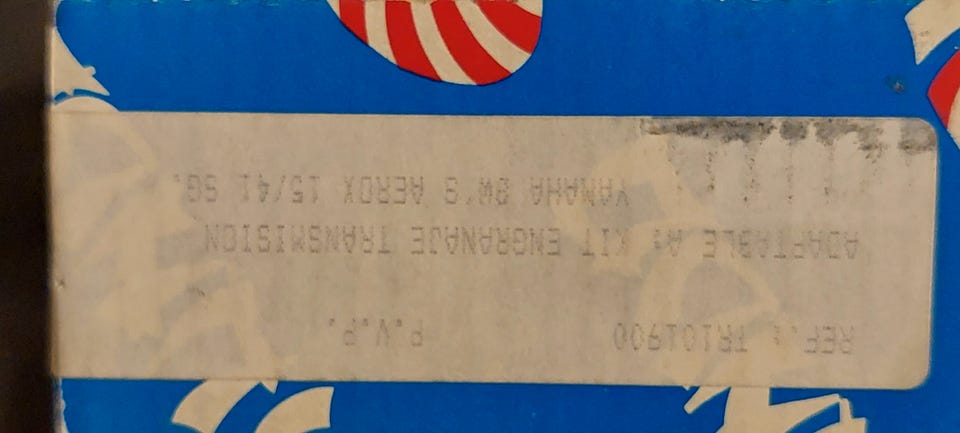 REF. : TR101900 P.V.P.
ADAPTABLE A: KIT ENGRANAJE TRANSMISION
YAMAHA BW'S AEROX 15/41 SG.